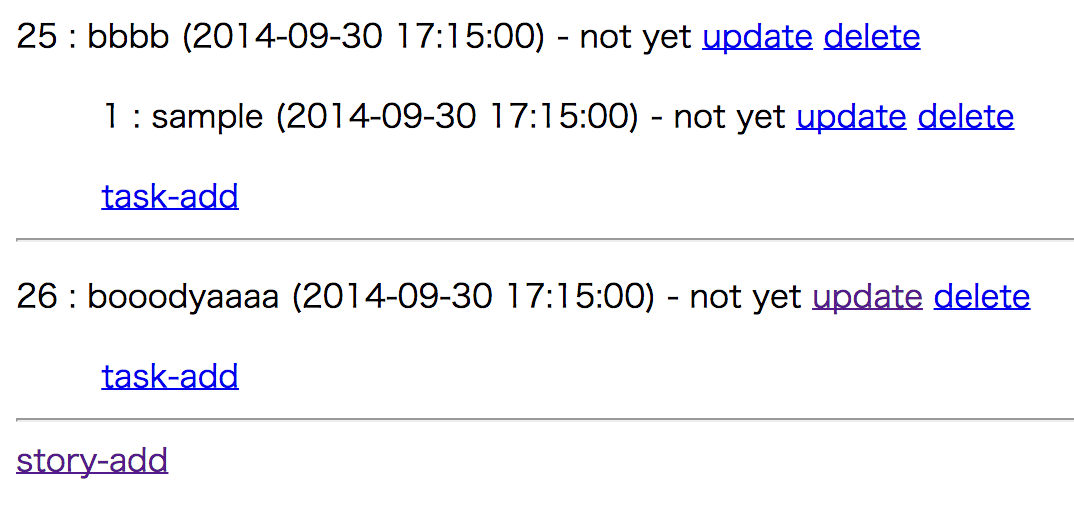 25 : bbbb (2014-09-30 17:15:00) - not yet update delete
1 : sample (2014-09-30 17:15:00) - not yet update delete
task-add
26 : booodyaaaa (2014-09-30 17:15:00) - not yet update delete
task-add
story-add